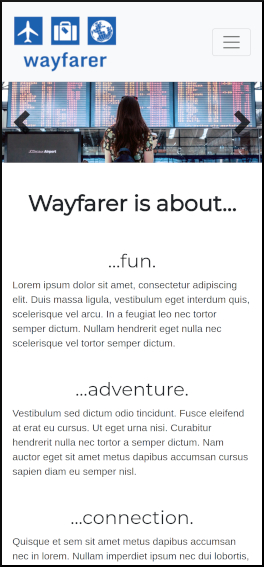 wayfarer
Wayfarer is about...
...fun.
Lorem ipsum dolor sit amet, consectetur adipiscing
elit. Duis massa ligula, vestibulum eget interdum quis,
scelerisque vel arcu. In a feugiat leo nec tortor
semper dictum. Nullam hendrerit eget nulla nec
scelerisque vel tortor dictum.
...adventure.
Vestibulum sed dictum odio tincidunt. Fusce eleifend
at erat eu cursus. Ut eget urna nisi. Curabitur
hendrerit nulla nec tortor a semper dictum. Nam
auctor eget sit amet metus dapibus accumsan cursus
sapien diam eu semper nisl.
...connection.
Quisque et sem sit amet metus dapibus accumsan
nec in lorem. Nullam imperdiet ipsum nec dui lobortis,